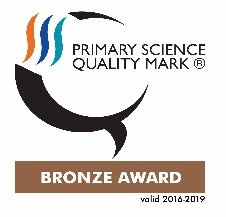 PRIMARY SCIENCE
QUALITY MARK ®
BRONZE AWARD
valid 2016-2019